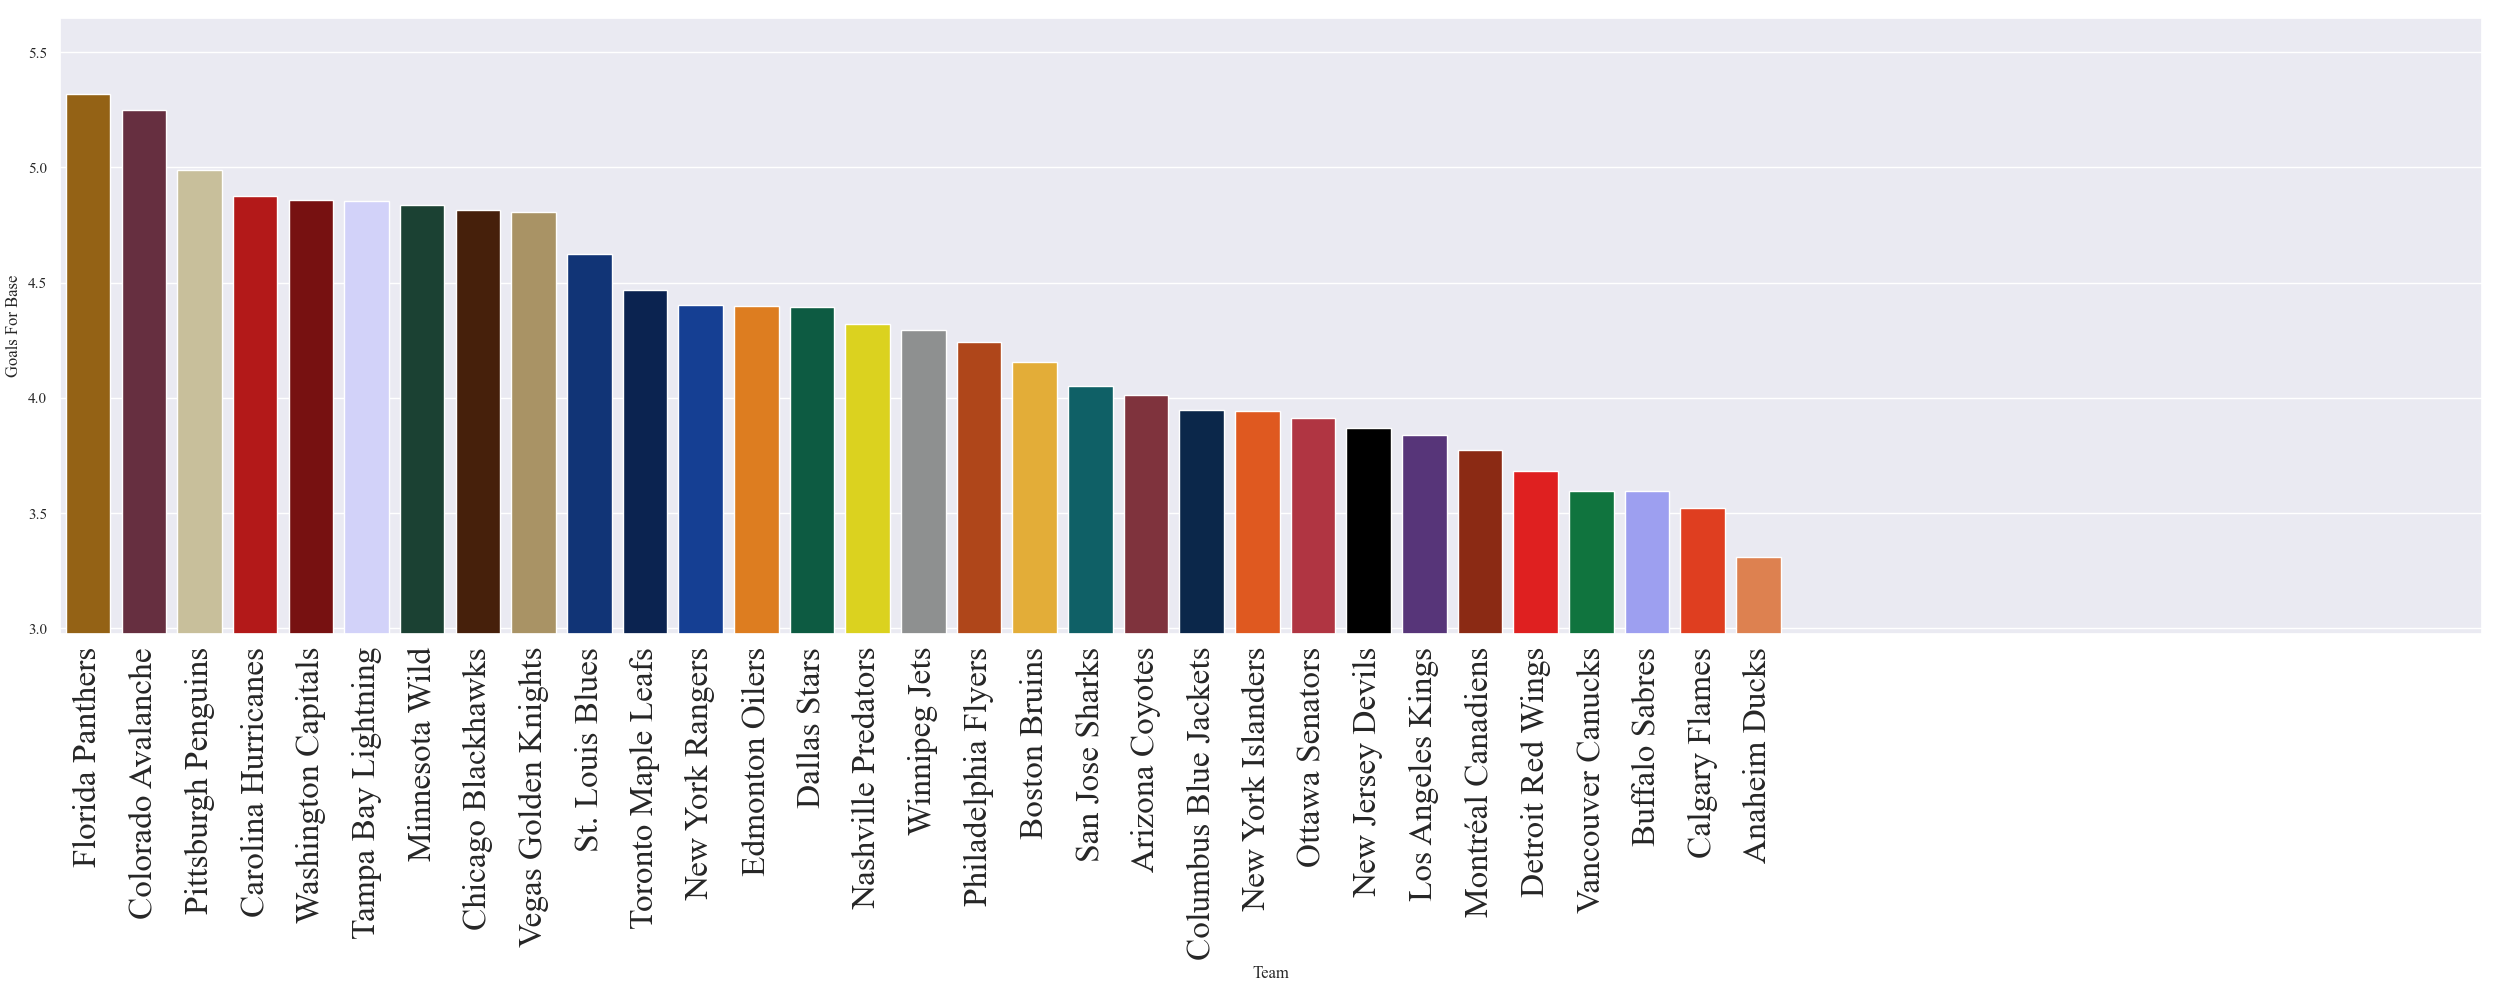 5.5
5.0
4.5
4.0
3.5
3.0
Goals For Base
Florida Panthers
Colorado Avalanche
Pittsburgh Penguins
Carolina Hurricanes
Washington Capitals
Tampa Bay Lightning
Minnesota Wild
Chicago Blackhawks
Vegas Golden Knights
St. Louis Blues
Toronto Maple Leafs
New York Rangers
Edmonton Oilers
Dallas Stars
Nashville Predators
Winnipeg Jets
Philadelphia Flyers
Boston Bruins
San Jose Sharks
Arizona Coyotes
Columbus Blue Jackets
New York Islanders
Ottawa Senators
New Jersey Devills
Los Angeles Kings
Montréal Canadiens
Detroit Red Wings
Vancouver Canucks
Buffalo Sabres
Calgary Flames
Anaheim Ducks
Team